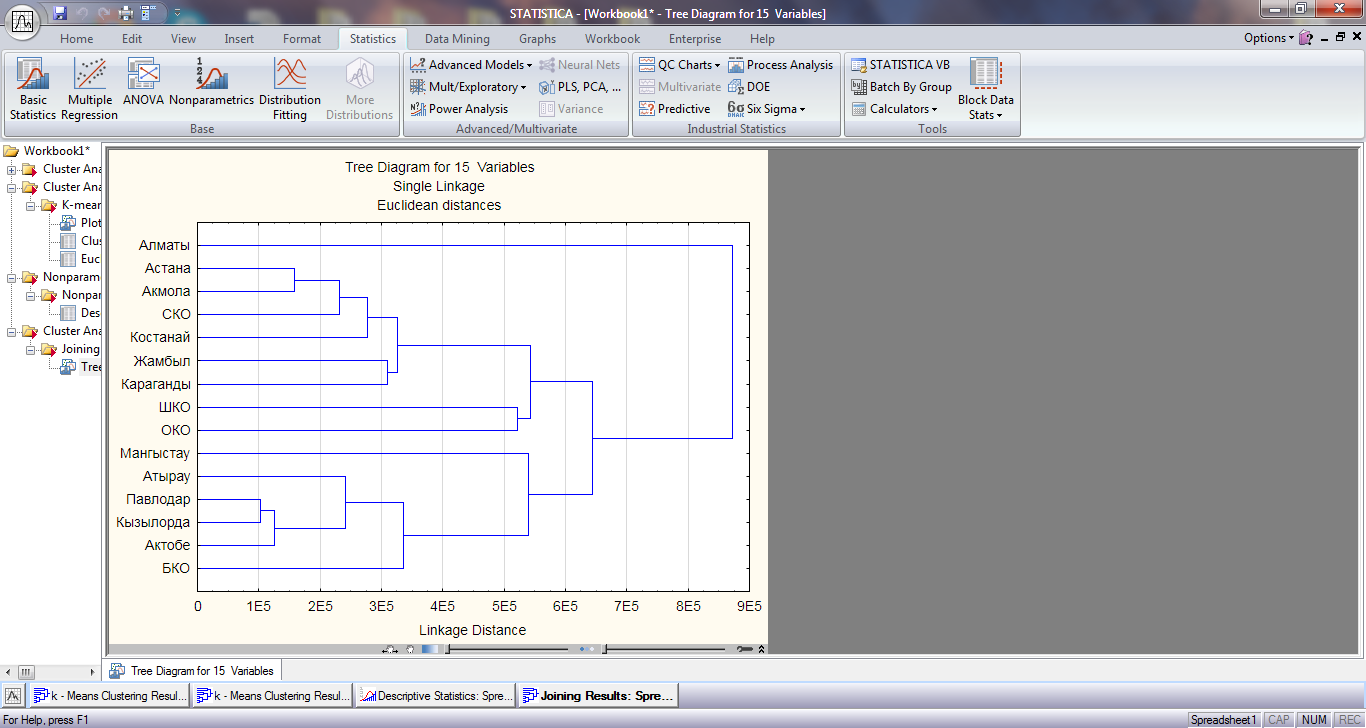 STATISTICA - [Workbook1* - Tree Diagram for 15 Variables]
Home Edit View Insert Format Statistics Data Mining Graphs Workbook Enterprise Help Options
Basic Statistics
Multiple Regression
ANOVA
Nonparametrics
Distribution Fitting
More Distributions
Base
Advanced Models
Mult/Exploratory
Power Analysis
Neural Nets
PLS, PCA, ...
Variance
Advanced/Multivariate
QC Charts
Multivariate
Predictive
Process Analysis
DOE
Six Sigma
Industrial Statistics
STATISTICA VB
Batch By Group
Calculators
Block Data Stats
Tools
Workbook1*
Cluster Ana
Cluster Ana
K-mear
Plot
Clus
Euc
Nonparam
Nonpar
Des
Cluster Ana
Joining
Tree
Tree Diagram for 15 Variables
Single Linkage
Euclidean distances
Алматы
Астана
Акмола
СКО
Костанай
Жамбыл
Караганды
ШКО
ОКО
Мангыстау
Атырау
Павлодар
Кызылорда
Актобе
БКО
0 1E5 2E5 3E5 4E5 5E5 6E5 7E5 8E5 9E5
Linkage Distance
Tree Diagram for 15 Variables
k - Means Clustering Resul... k - Means Clustering Resul... Descriptive Statistics: Spre... Joining Results: Spre...
For Help, press F1 Spreadsheet1 CAP NUM REC